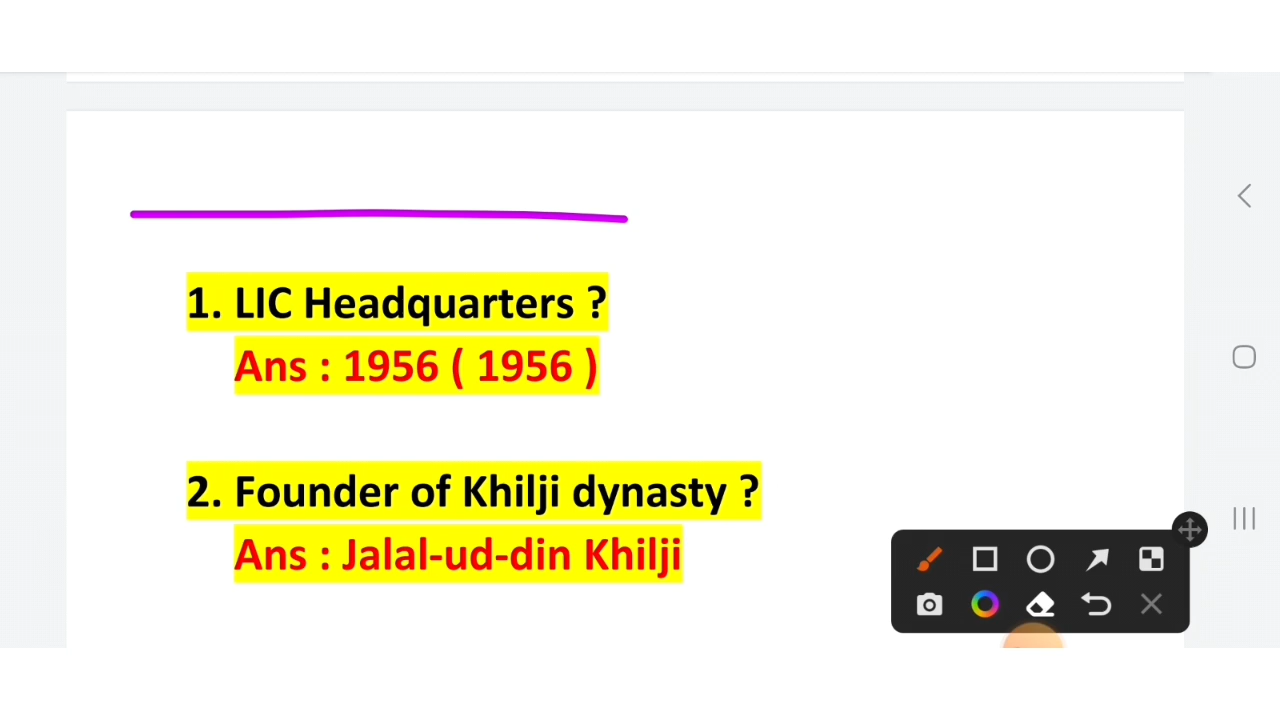 1. LIC Headquarters ?
Ans : 1956 ( 1956 )
2. Founder of Khilji dynasty ?
Ans : Jalal-ud-din Khilji